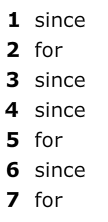 1 since
2 for
3 since
4 since
5 for
6 since
7 for